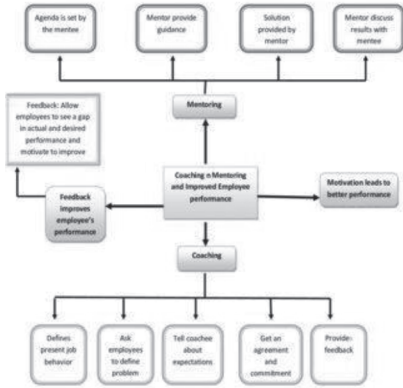 Agenda is set by
the mentee
Mentor provide
guidance
Solution
provided by
mentor
Mentor discuss
results with
mentee
Mentoring
Feedback: Allow
employees to see a gap
in actual and desired
performance and
motivate to improve
Feedback
improves
employee's
performance
Coaching n Mentoring
and Improved Employee
performance
Motivation leads to
better performance
Coaching
Defines
present job
behavior
Ask
employees
to define
problem
Tell coachee
about
expectations
Get an
agreement
and
commitment
Provide:
feedback